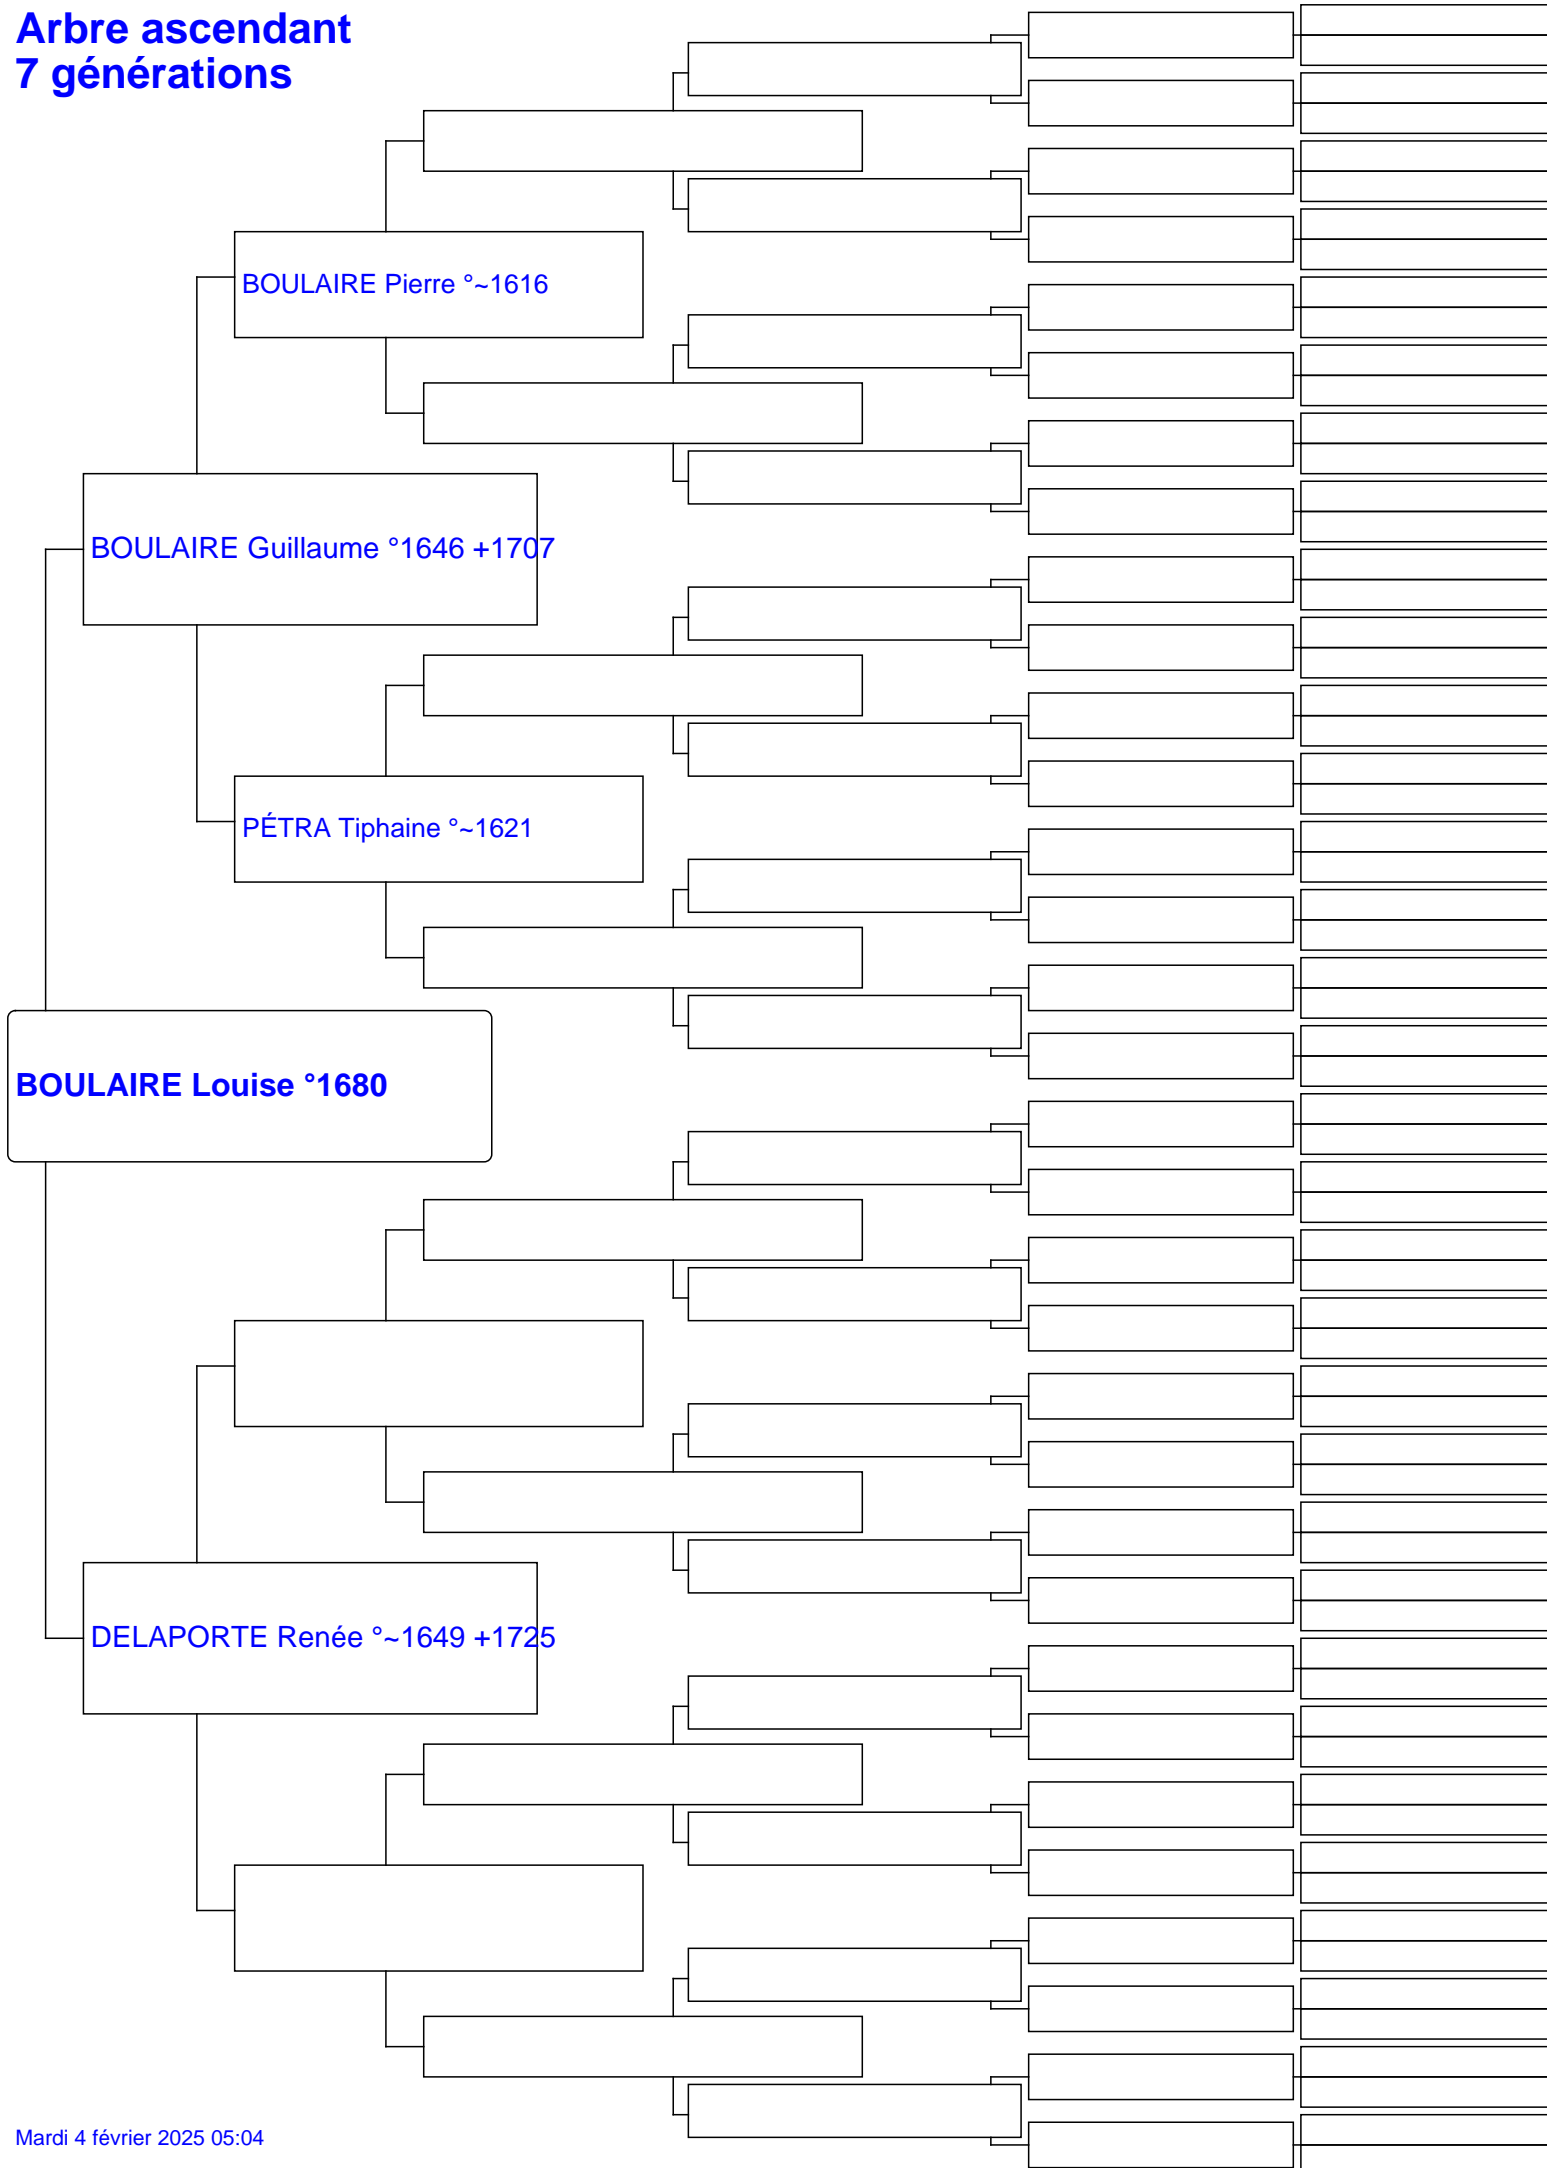 Arbre ascendant
7 générations
BOULAIRE Pierre °~1616
BOULAIRE Guillaume °1646 +1707
PÉTRA Tiphaine °~1621
BOULAIRE Louise °1680
DELAPORTE Renée °~1649 +1725
Mardi 4 février 2025 05:04